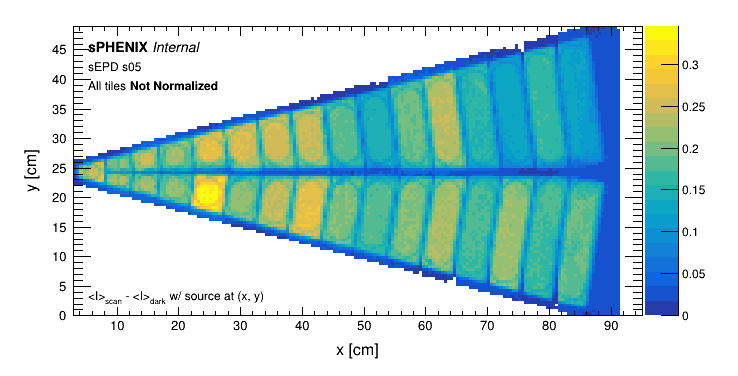 sPHENIX Internal
sEPD s05
All tiles Not Normalized
<I>scan - <I>dark w/ source at (x, y)
y [cm]
45
40
35
30
25
20
15
10
5
0
10 20 30 40 50 60 70 80 90
x [cm]
0.3
0.25
0.2
0.15
0.1
0.05
0